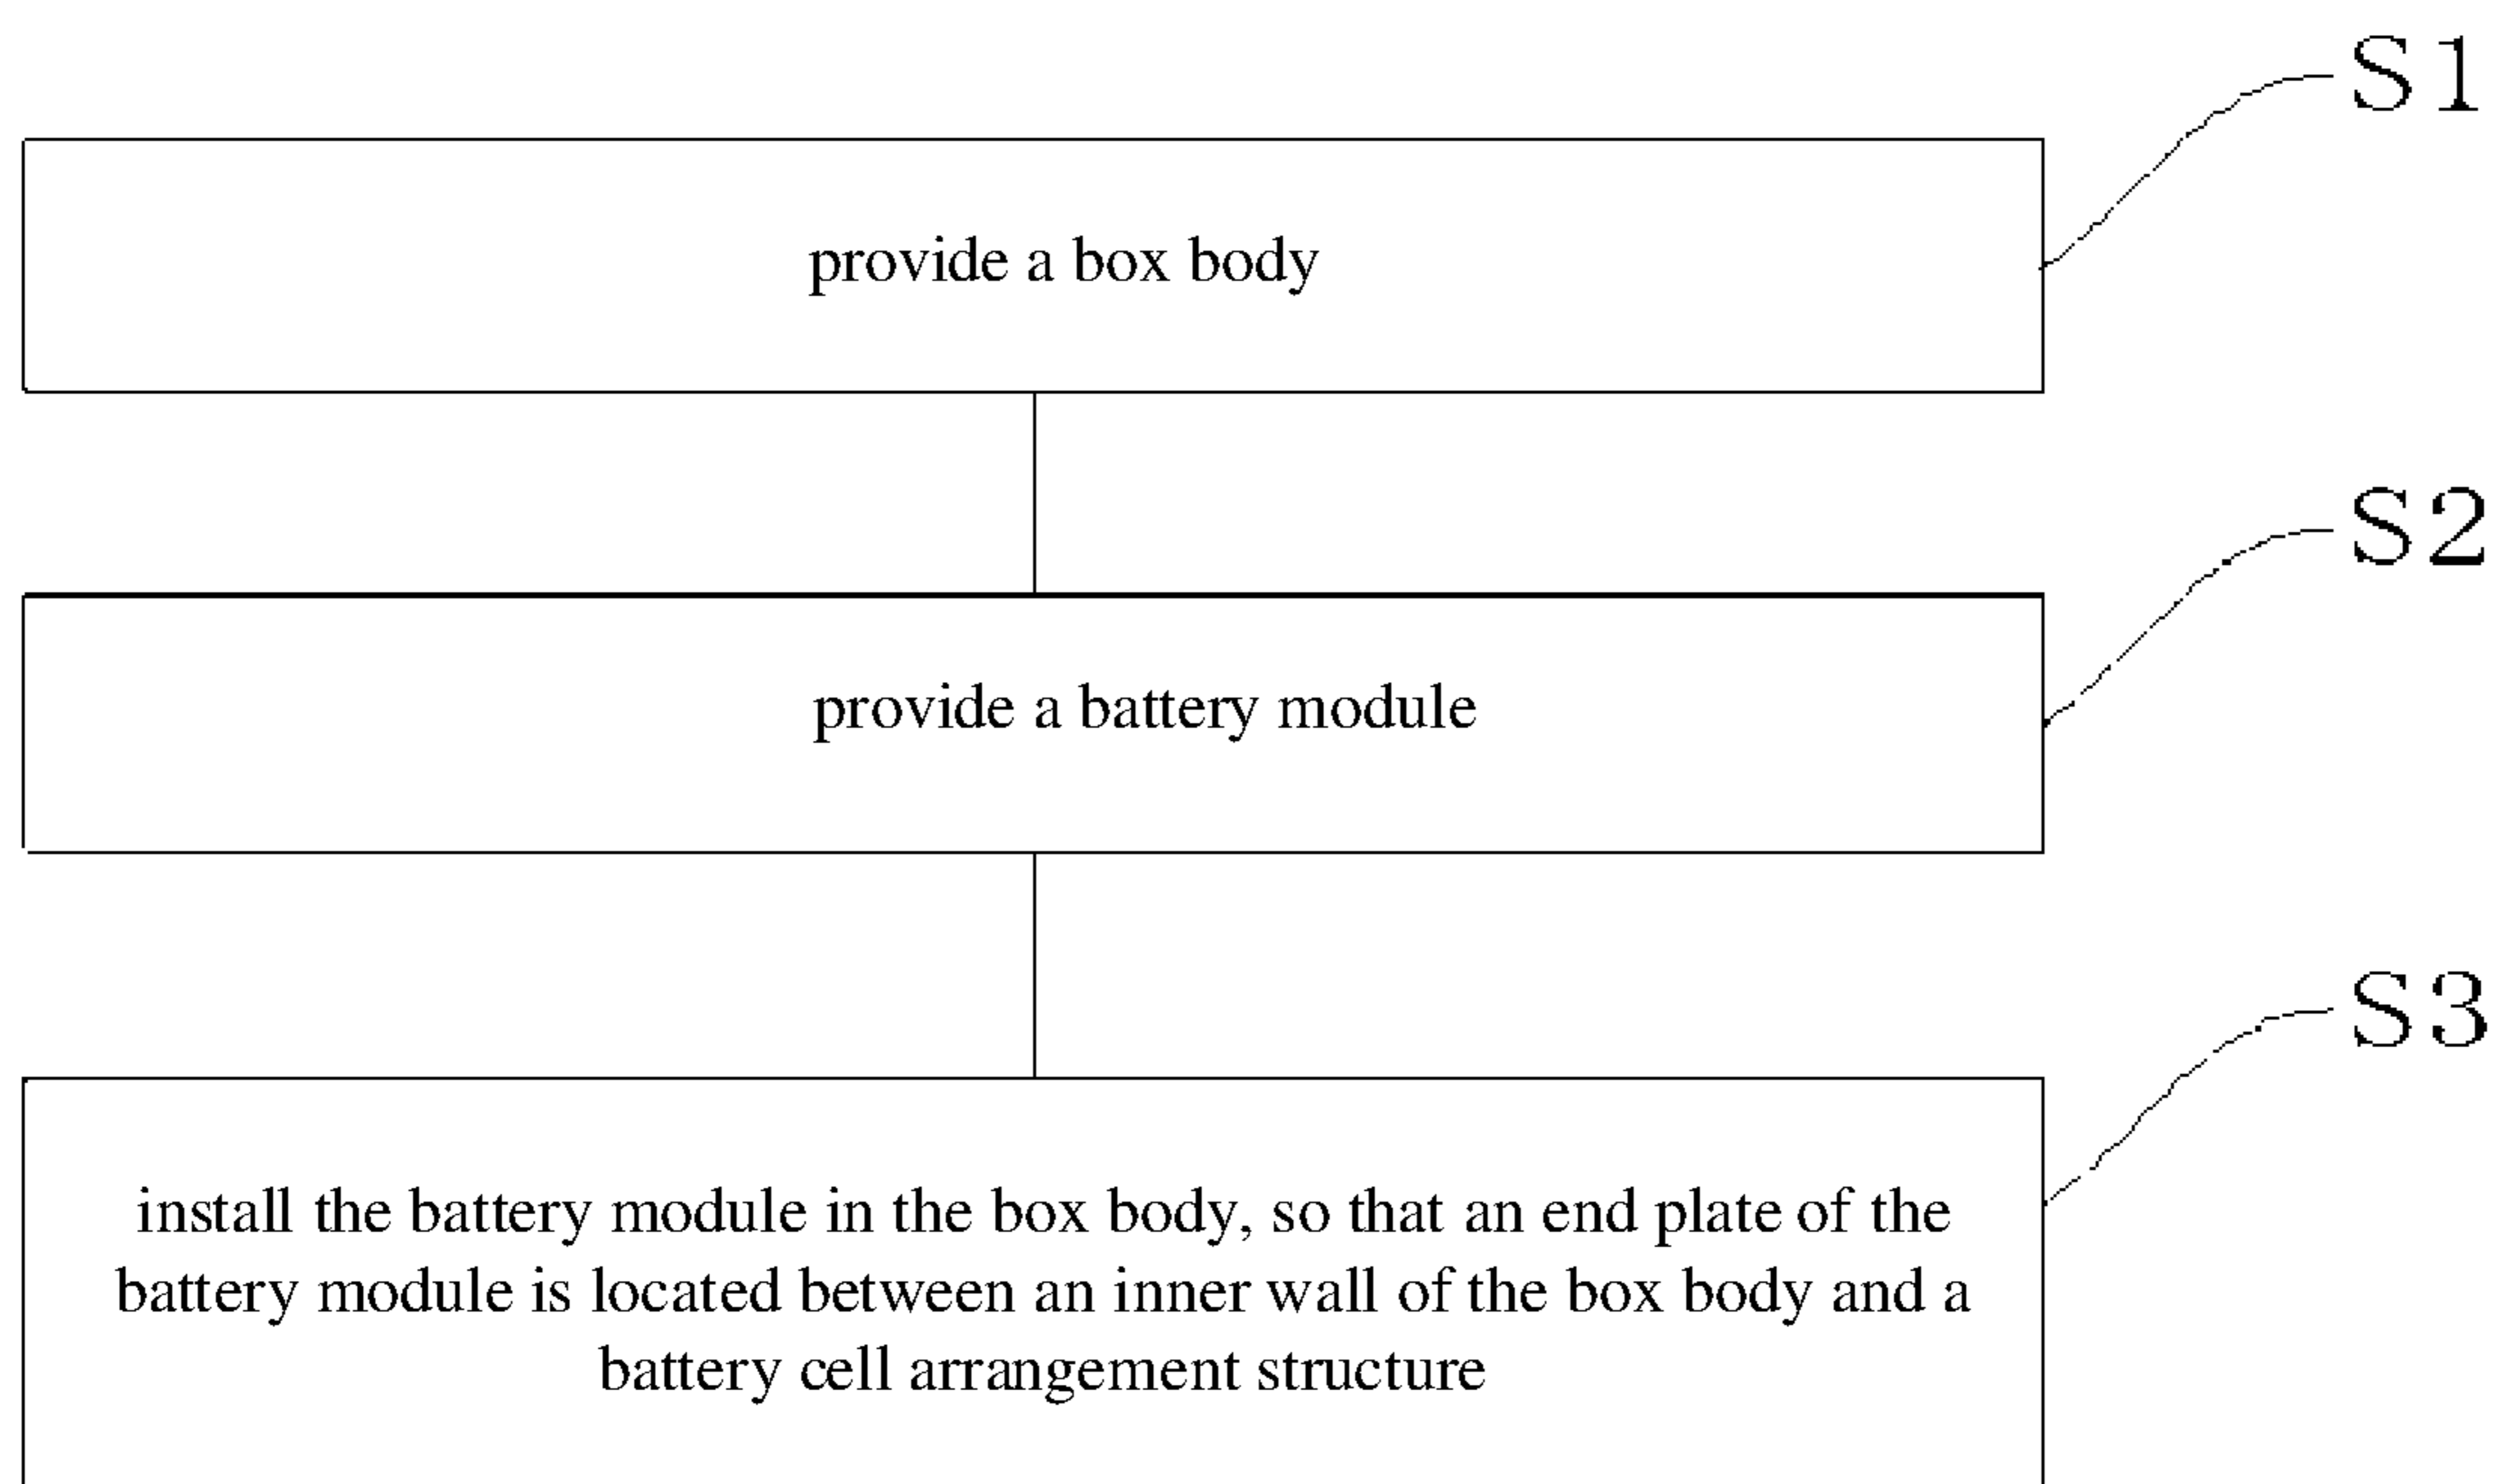 S1
provide a box body
S2
provide a battery module
S3
install the battery module in the box body, so that an end plate of the
battery module is located between an inner wall of the box body and a
battery cell arrangement structure